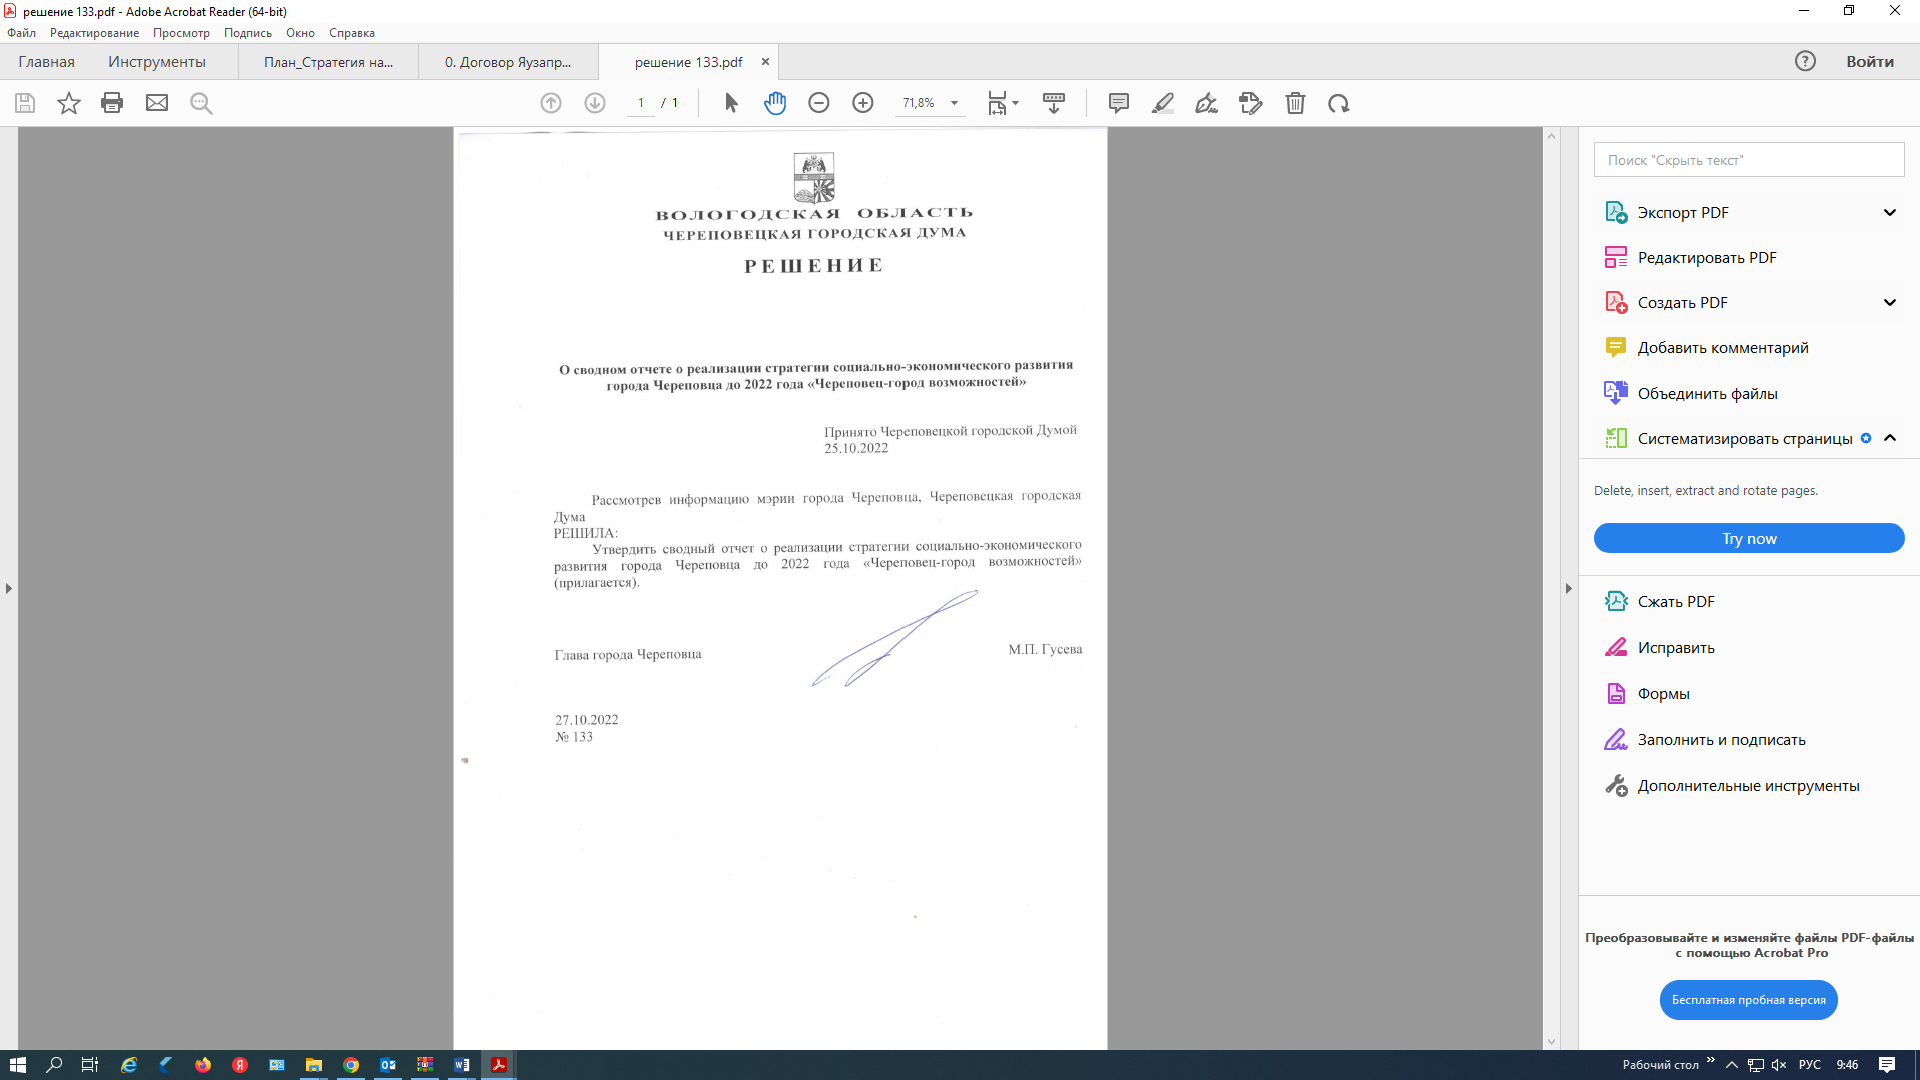 решение 133.pdf - Adobe Acrobat Reader (64-bit)
Файл Редактирование Просмотр Подпись Окно Справка
Главная Инструменты План_Стратегия на... 0. Договор Яузапр... решение 133.pdf Войти
1 / 1 71,8%
ВОЛОГОДСКАЯ ОБЛАСТЬ
ЧЕРЕПОВЕЦКАЯ ГОРОДСКАЯ ДУМА
РЕШЕНИЕ
О сводном отчете о реализации стратегии социально-экономического развития
города Череповца до 2022 года «Череповец-город возможностей»
Принято Череповецкой городской Думой
25.10.2022
Рассмотрев информацию мэрии города Череповца, Череповецкая городская
Дума
РЕШИЛА:
Утвердить сводный отчет о реализации стратегии социально-экономического
развития города Череповца до 2022 года «Череповец-город возможностей»
(прилагается).
Глава города Череповца М.П. Гусева
27.10.2022
№ 133
Поиск "Скрыть текст"
Экспорт PDF
Редактировать PDF
Создать PDF
Добавить комментарий
Объединить файлы
Систематизировать страницы
Delete, insert, extract and rotate pages.
Try now
Сжать PDF
Исправить
Формы
Заполнить и подписать
Дополнительные инструменты
Преобразовывайте и изменяйте файлы PDF-файлы
с помощью Acrobat Pro
Бесплатная пробная версия
Рабочий стол РУС 9:46